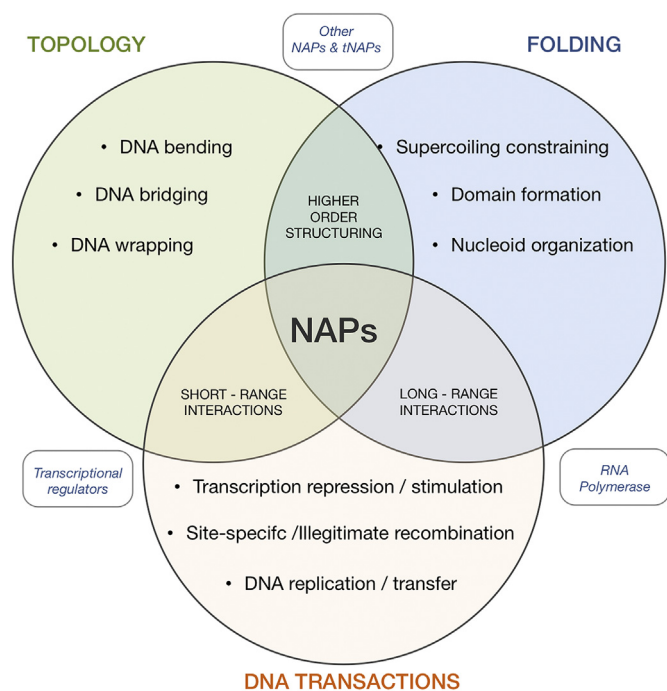 Other
NAPs & tNAPs
TOPOLOGY
FOLDING
• DNA bending
• DNA bridging
• DNA wrapping
HIGHER
ORDER
STRUCTURING
• Supercoiling constraining
• Domain formation
• Nucleoid organization
NAPs
SHORT - RANGE
INTERACTIONS
LONG - RANGE
INTERACTIONS
Transcriptional
regulators
RNA
Polymerase
• Transcription repression / stimulation
• Site-specifc /Illegitimate recombination
• DNA replication / transfer
DNA TRANSACTIONS